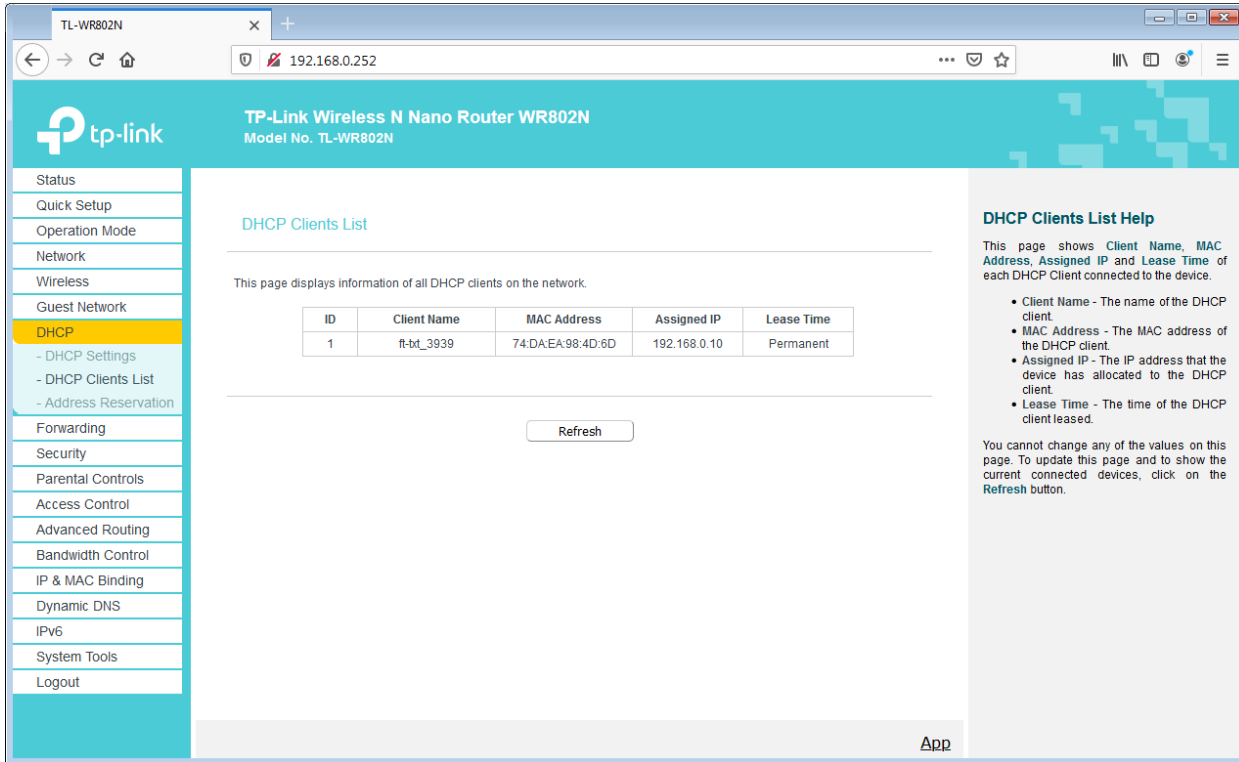 TL-WR802N
192.168.0.252
tp-link
TP-Link Wireless N Nano Router WR802N
Model No. TL-WR802N
Status
Quick Setup
Operation Mode
Network
Wireless
Guest Network
DHCP
- DHCP Settings
- DHCP Clients List
- Address Reservation
Forwarding
Security
Parental Controls
Access Control
Advanced Routing
Bandwidth Control
IP & MAC Binding
Dynamic DNS
IPv6
System Tools
Logout
DHCP Clients List
This page displays information of all DHCP clients on the network.
ID Client Name MAC Address Assigned IP Lease Time
1 ft-txt_3939 74:DA:EA:98:4D:6D 192.168.0.10 Permanent
Refresh
App
DHCP Clients List Help
This page shows Client Name, MAC
Address, Assigned IP and Lease Time of
each DHCP Client connected to the device.
• Client Name - The name of the DHCP
client.
• MAC Address - The MAC address of
the DHCP client.
• Assigned IP - The IP address that the
device has allocated to the DHCP
client.
• Lease Time - The time of the DHCP
client leased.
You cannot change any of the values on this
page. To update this page and to show the
current connected devices, click on the
Refresh button.